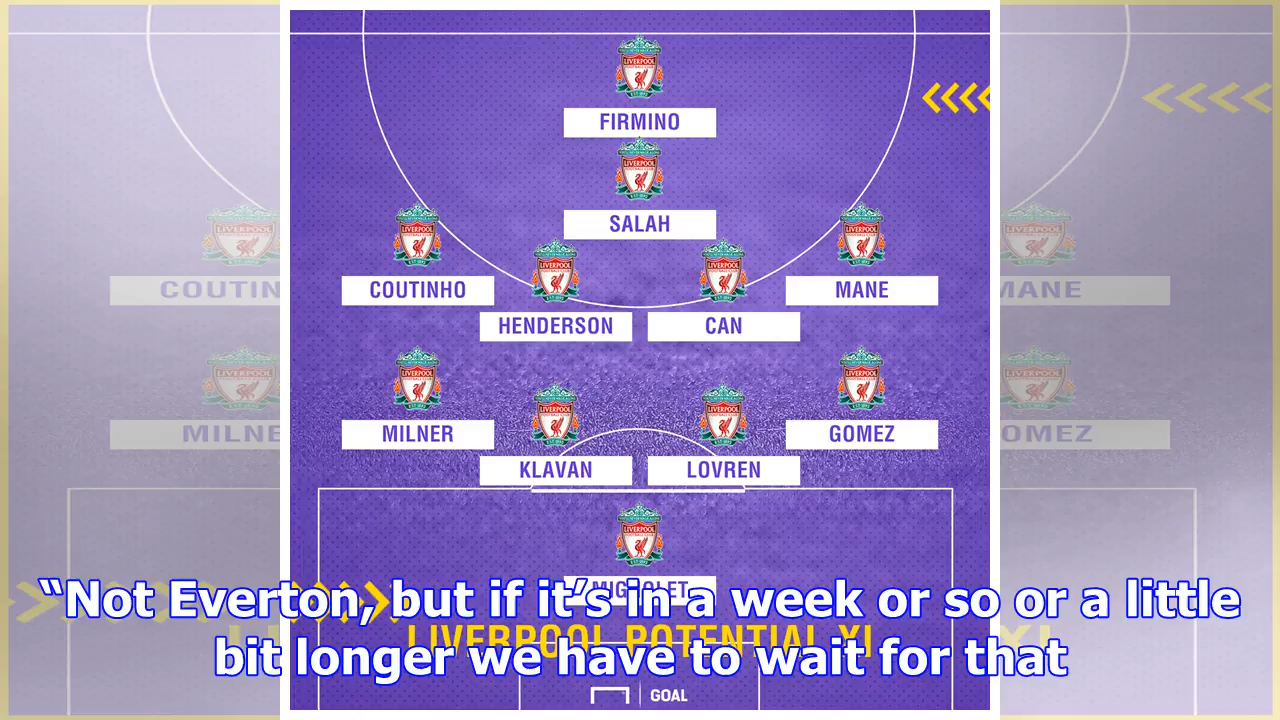 FIRMINO
SALAH
COUTINHO
MANE
HENDERSON
CAN
MILNER
GOMEZ
KLAVAN
LOVREN
MIGNOLET
“Not Everton, but if it’s in a week or so or a little
LIVERPOOL POTENTIAL XI
bit longer we have to wait for that
GOAL